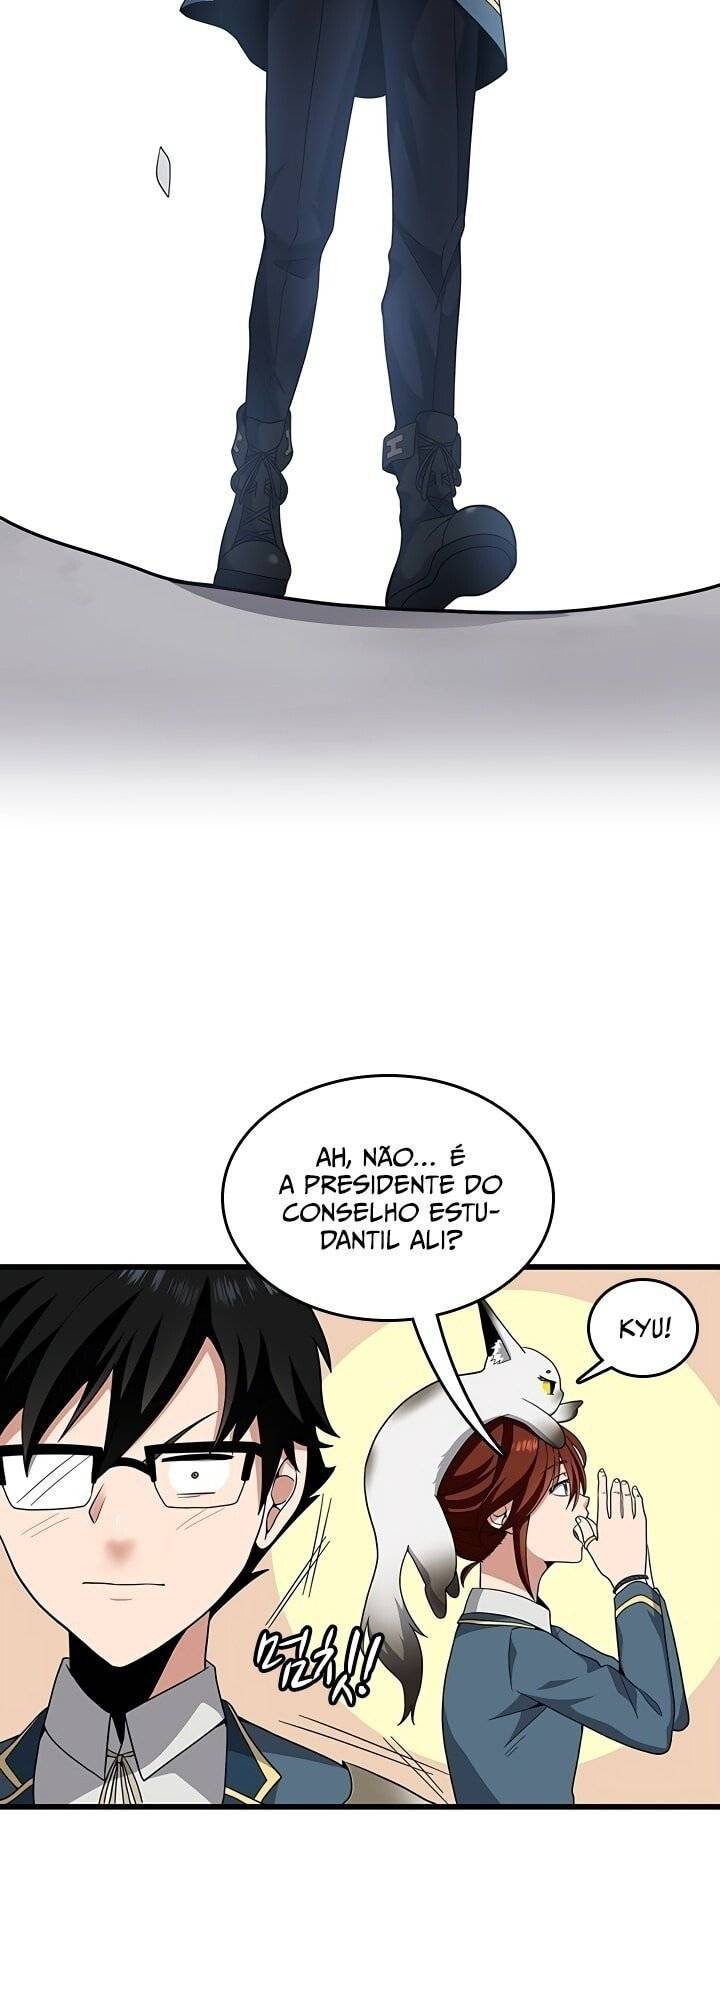 AH, NÃO... É
A PRESIDENTE DO
CONSELHO ESTU-
DANTIL ALI?
KYU!
멈칫!!